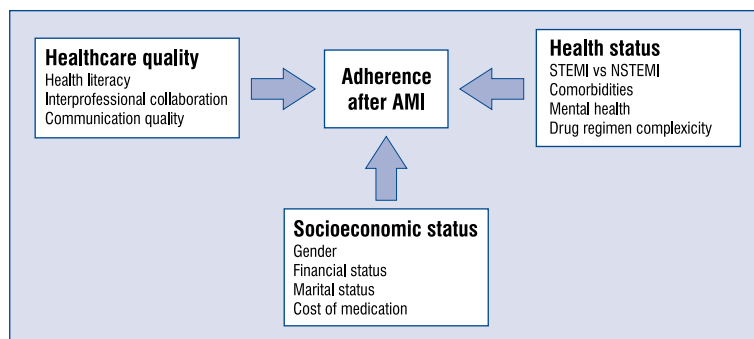 Healthcare quality
Health literacy
Interprofessional collaboration
Communication quality
Adherence
after AMI
Health status
STEMI vs NSTEMI
Comorbidities
Mental health
Drug regimen complexicity
Socioeconomic status
Gender
Financial status
Marital status
Cost of medication